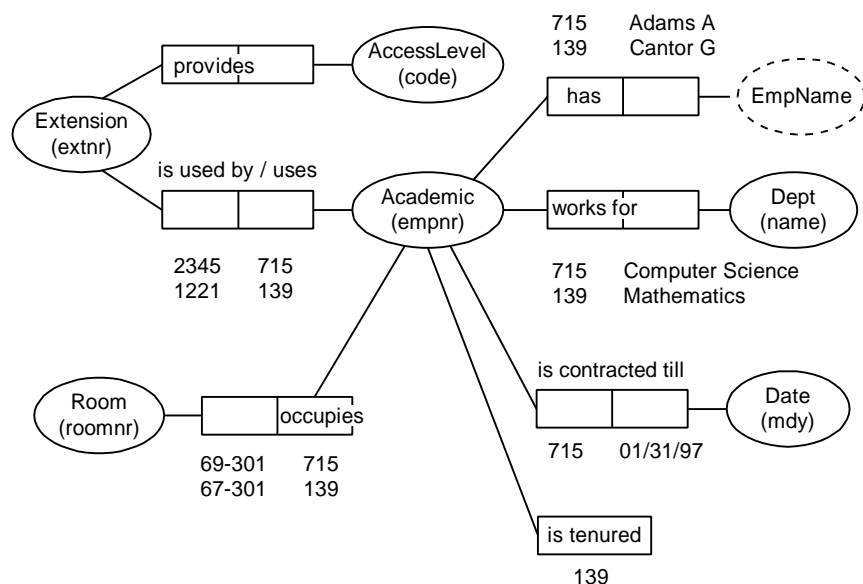 715 Adams A
139 Cantor G
provides
AccessLevel
(code)
has
EmpName
Extension
(extnr)
is used by / uses
Academic
(empnr)
works for
Dept
(name)
2345 715
1221 139
715 Computer Science
139 Mathematics
is contracted till
Room
(roomnr)
occupies
Date
(mdy)
715 01/31/97
69-301 715
67-301 139
is tenured
139